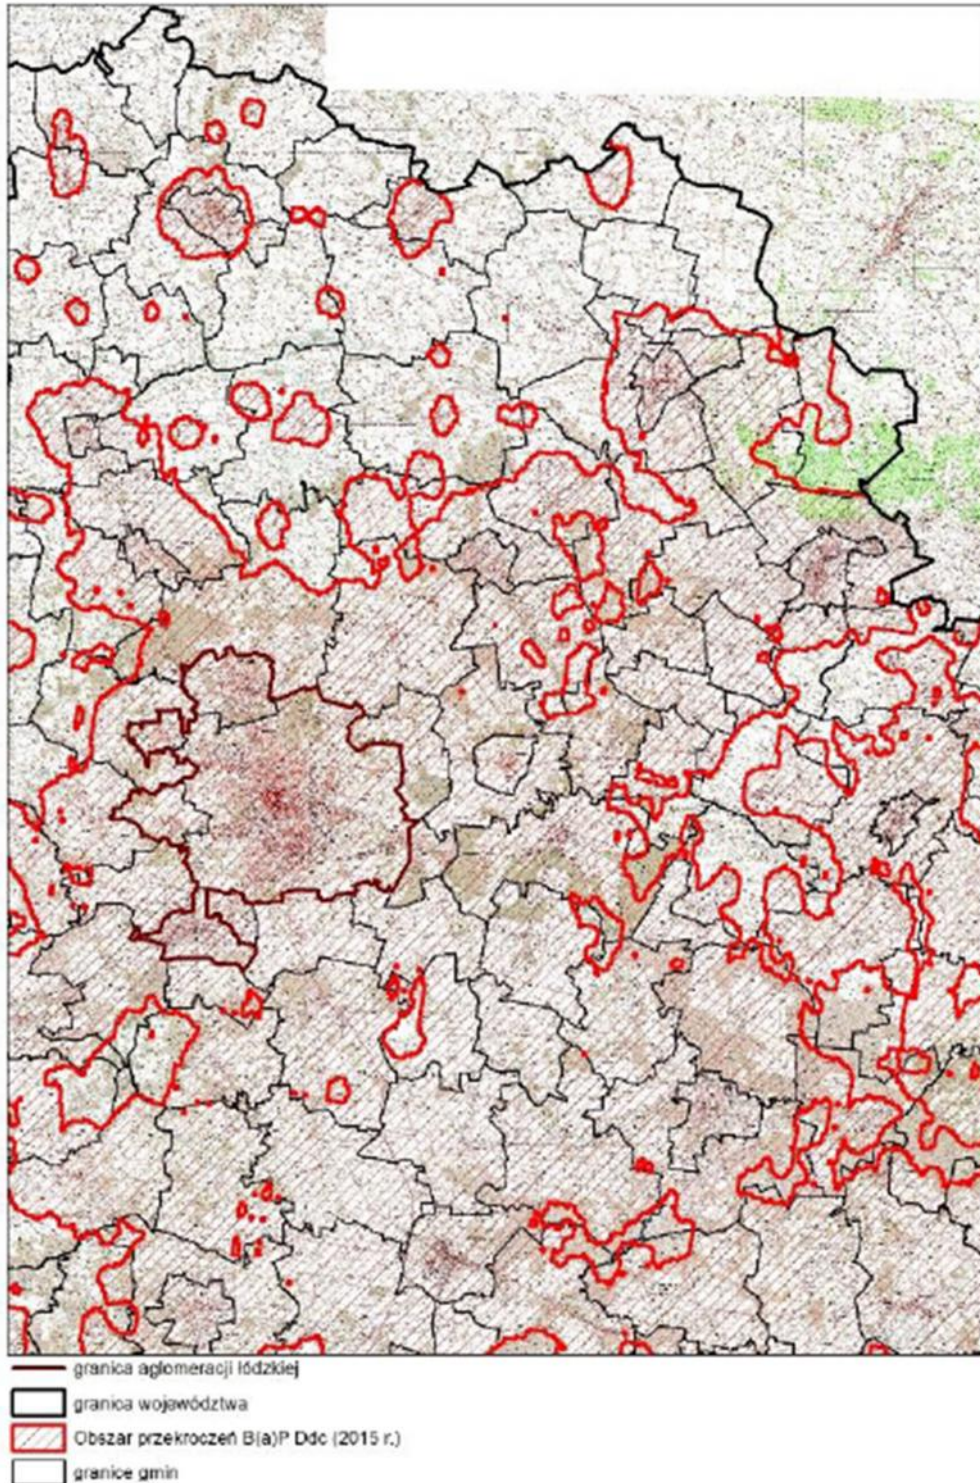 granica aglomeracji łódzkiej
granica województwa
Obszar przekroczeń B(a)P Ddc (2015 r.)
granice gmin